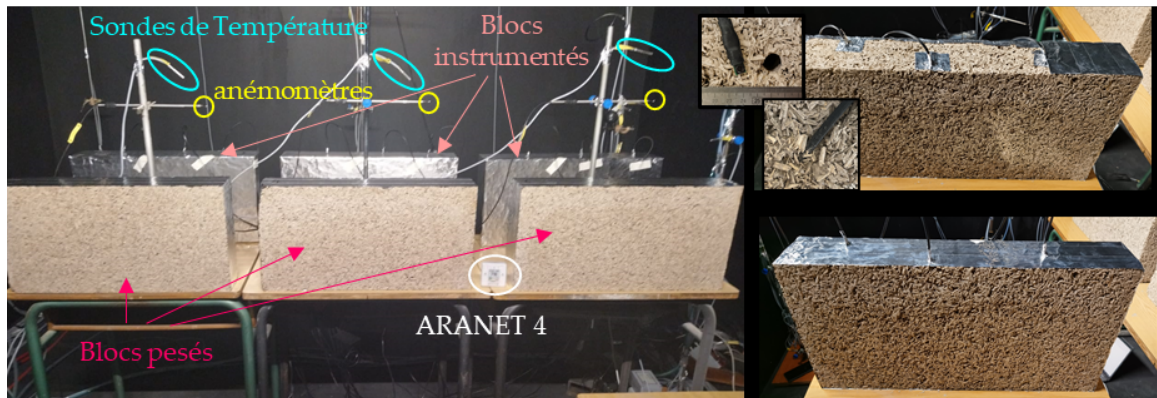 Sondes de Température
Blocs
instrumentés
anémomètres
ARANET 4
Blocs pesés